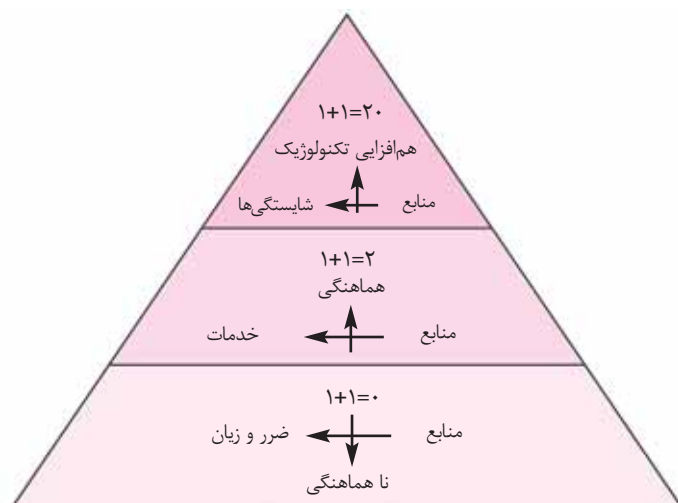 ۱+۱=۲۰
هم‌افزایی تکنولوژیک
منابع شایستگی‌ها
۱+۱=۲
هماهنگی
منابع خدمات
۱+۱=۰
منابع ضرر و زیان
نا هماهنگی